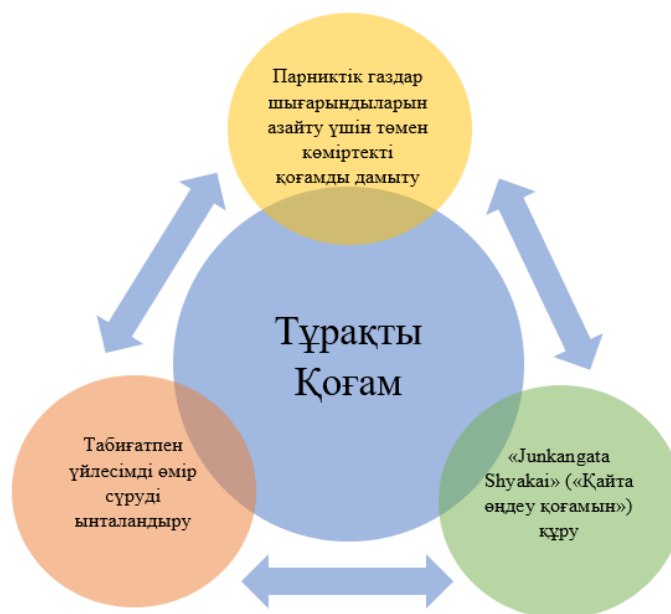 Парниктік газдар
шығарындыларын
азайту үшін төмен
көміртекті
қоғамды дамыту
Тұрақты
Қоғам
Табиғатпен
үйлесімді өмір
сүруді
ынталандыру
«Junkangata
Shyakai» («Қайта
өңдеу қоғамын»)
құру